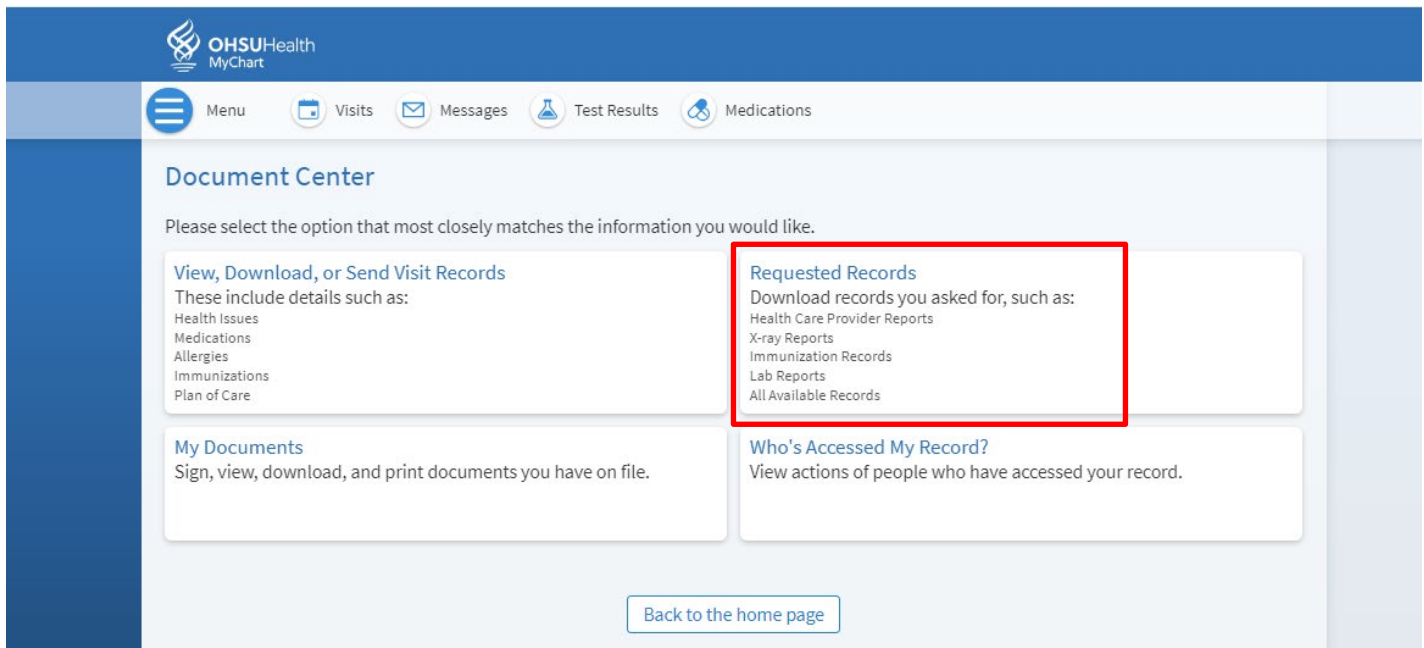 OHSUHealth
MyChart
Menu Visits Messages Test Results Medications
Document Center
Please select the option that most closely matches the information you would like.
View, Download, or Send Visit Records
These include details such as:
Health Issues
Medications
Allergies
Immunizations
Plan of Care
Requested Records
Download records you asked for, such as:
Health Care Provider Reports
X-ray Reports
Immunization Records
Lab Reports
All Available Records
My Documents
Sign, view, download, and print documents you have on file.
Who's Accessed My Record?
View actions of people who have accessed your record.
Back to the home page